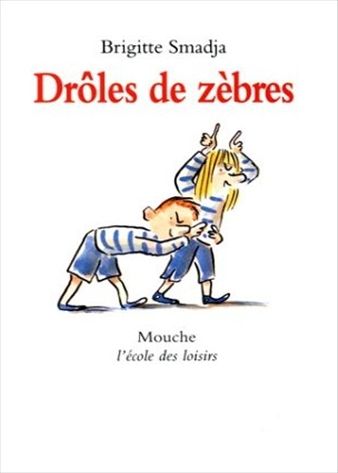 Brigitte Smadja
Drôles de zèbres
Mouche
l'école des loisirs